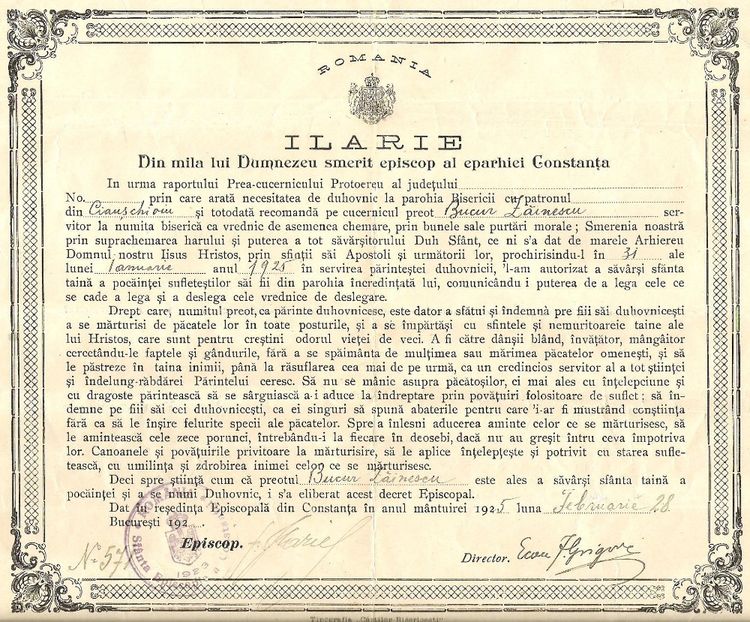 ROMANIA
ILARIE
Din mila lui Dumnezeu smerit episcop al eparhiei Constanța
In urma raportului Prea-cucernicului Protoereu al județului
No. prin care arată necesitatea de duhovnic la parohia Bisericii cu patronul
din și totodată recomandă pe cucernicul preot Bucur Zăinescu ser-
vitor la numita biserică ca vrednic de asemenea chemare, prin bunele sale purtări morale; Smerenia noastră
prin suprachemarea harului și puterea a tot săvârșitorului Duh Sfânt, ce ni s'a dat de marele Arhiereu
Domnul nostru Iisus Hristos, prin sfinții săi Apostoli și următorii lor, prochirisindu-l în 31 ale
lunei Ianuarie anul 1925 în servirea părinteștei duhovnicii, 'l-am autorizat a săvârși sfânta
taină a pocăinței sufleteștilor săi fii din parohia încredințată lui, comunicându i puterea de a lega cele ce
se cade a lega și a deslega cele vrednice de deslegare.
Drept care, numitul preot, ca părinte duhovnicesc, este dator a sfătui și îndemna pre fiii săi duhovnicești
a se mărturisi de păcatele lor în toate posturile, și a se împărtăși cu sfintele și nemuritoareie taine ale
lui Hristos, care sunt pentru creștini odorul vieței de veci. A fi către dânșii blând, învățător, mângâitor
cercetându-le faptele și gândurile, fără a se spăimânta de mulțimea sau mărimea păcatelor omenești, și să
le păstreze în taina inimii, până la răsuflarea cea mai de pe urmă, ca un credincios servitor al a tot științei
și îndelung-răbdărei Părintelui ceresc. Să nu se mânic asupra păcătoșilor, ci mai ales cu înțelepciune și
cu dragoste părintească să se sârguiască a-i aduce la îndreptare prin povățuiri folositoare de suflet; să în-
demne pe fiii săi cei duhovnicești, ca ei singuri să spună abaterile pentru care 'i-ar fi mustrând conștiința
fără ca să le înșire felurite specii ale păcatelor. Spre a înlesni aducerea aminte celor ce se mărturisesc, să
le amintească cele zece porunci, întrebându-i la fiecare în deosebi, dacă nu au greșit întru ceva împotriva
lor. Canoanele și povățuirile privitoare la mărturisire, să le aplice înțelepțește și potrivit cu starea sufle-
tească, cu umilința și zdrobirea inimei celor ce se mărturisesc.
Deci spre știință cum că preotul Bucur Zăinescu este ales a săvârși sfânta taină a
pocăinței și a se numi Duhovnic, i s'a eliberat acest decret Episcopal.
Dat în reședința Episcopală din Constanța în anul mântuirei 1925 luna Februarie 28
București 192
Episcop. Ilarie
No 57
Director. Econ I. Grigore
Tipografia "Cărților Bisericești"